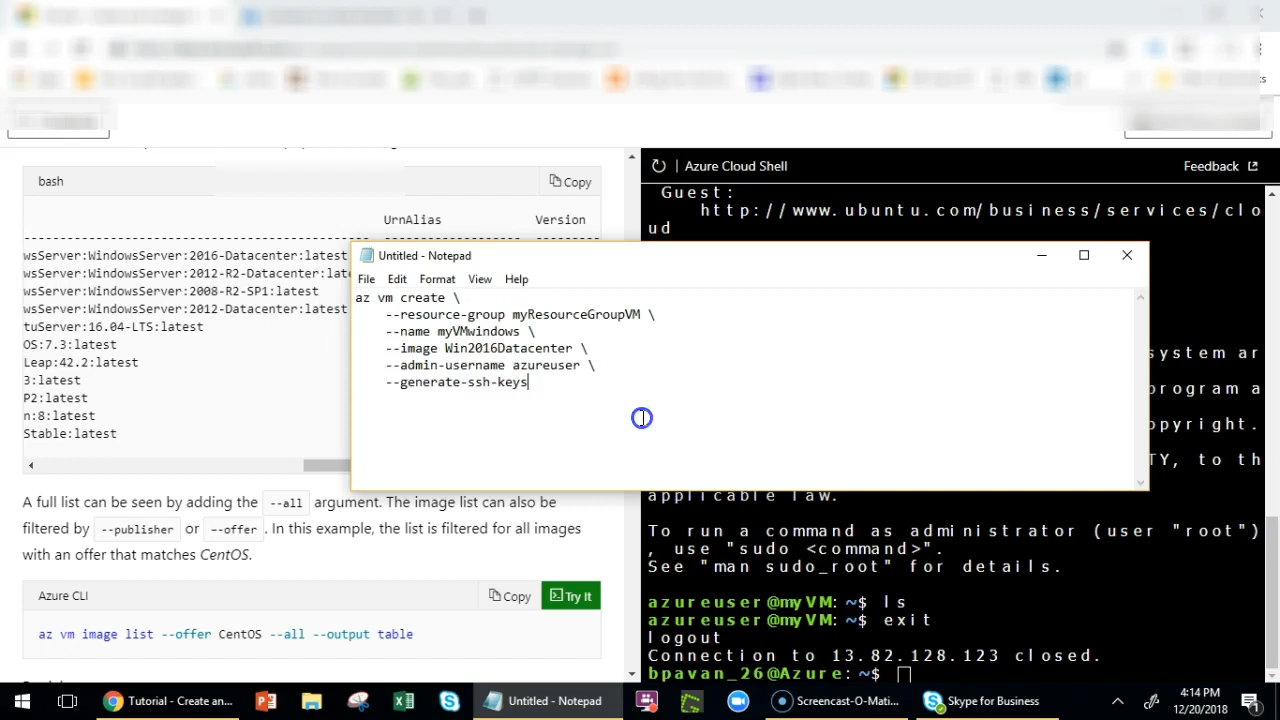 bash
Copy
UrnAlias Version
------------------------------------------------ ------------------- ---------
wsServer:WindowsServer:2016-Datacenter:latest
wsServer:WindowsServer:2012-R2-Datacenter:late
wsServer:WindowsServer:2008-R2-SP1:latest
wsServer:WindowsServer:2012-Datacenter:latest
tuServer:16.04-LTS:latest
OS:7.3:latest
Leap:42.2:latest
3:latest
P2:latest
n:8:latest
Stable:latest
A full list can be seen by adding the --all argument. The image list can also be
filtered by --publisher or --offer . In this example, the list is filtered for all images
with an offer that matches CentOS.
Azure CLI
Copy
Try It
az vm image list --offer CentOS --all --output table
Untitled - Notepad
File Edit Format View Help
az vm create \
--resource-group myResourceGroupVM \
--name myVMwindows \
--image Win2016Datacenter \
--admin-username azureuser \
--generate-ssh-keys
Azure Cloud Shell
Feedback
Guest:
http://www.ubuntu.com/business/services/clo
ud
system ar
program a
opyright.
TY, to th
applicable law.
To run a command as administrator (user "root")
, use "sudo <command>".
See "man sudo_root" for details.
azureuser@myVM:~$ ls
azureuser@myVM:~$ exit
logout
Connection to 13.82.128.123 closed.
bpavan_26@Azure:~$
Tutorial - Create an...
Untitled - Notepad
Screencast-O-Mati...
Skype for Business
4:14 PM
12/20/2018
1